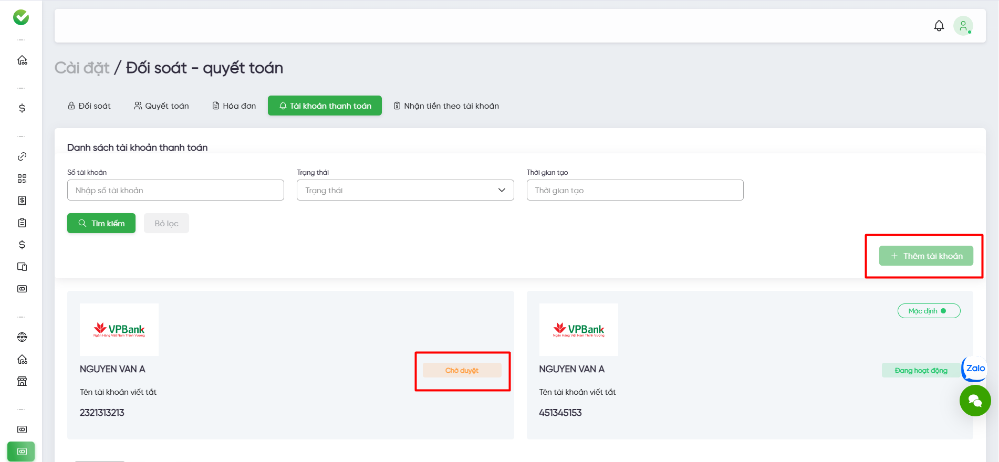 Cài đặt / Đối soát - quyết toán
Đối soát
Quyết toán
Hóa đơn
Tài khoản thanh toán
Nhận tiền theo tài khoản
Danh sách tài khoản thanh toán
Số tài khoản
Trạng thái
Thời gian tạo
Nhập số tài khoản
Trạng thái
Thời gian tạo
Tìm kiếm
Bỏ lọc
Thêm tài khoản
VPBank
Ngân Hàng Việt Nam Thịnh Vượng
NGUYEN VAN A
Chờ duyệt
Tên tài khoản viết tắt
2321313213
Mặc định
VPBank
Ngân Hàng Việt Nam Thịnh Vượng
NGUYEN VAN A
Đang hoạt động
Tên tài khoản viết tắt
451345153
Zalo